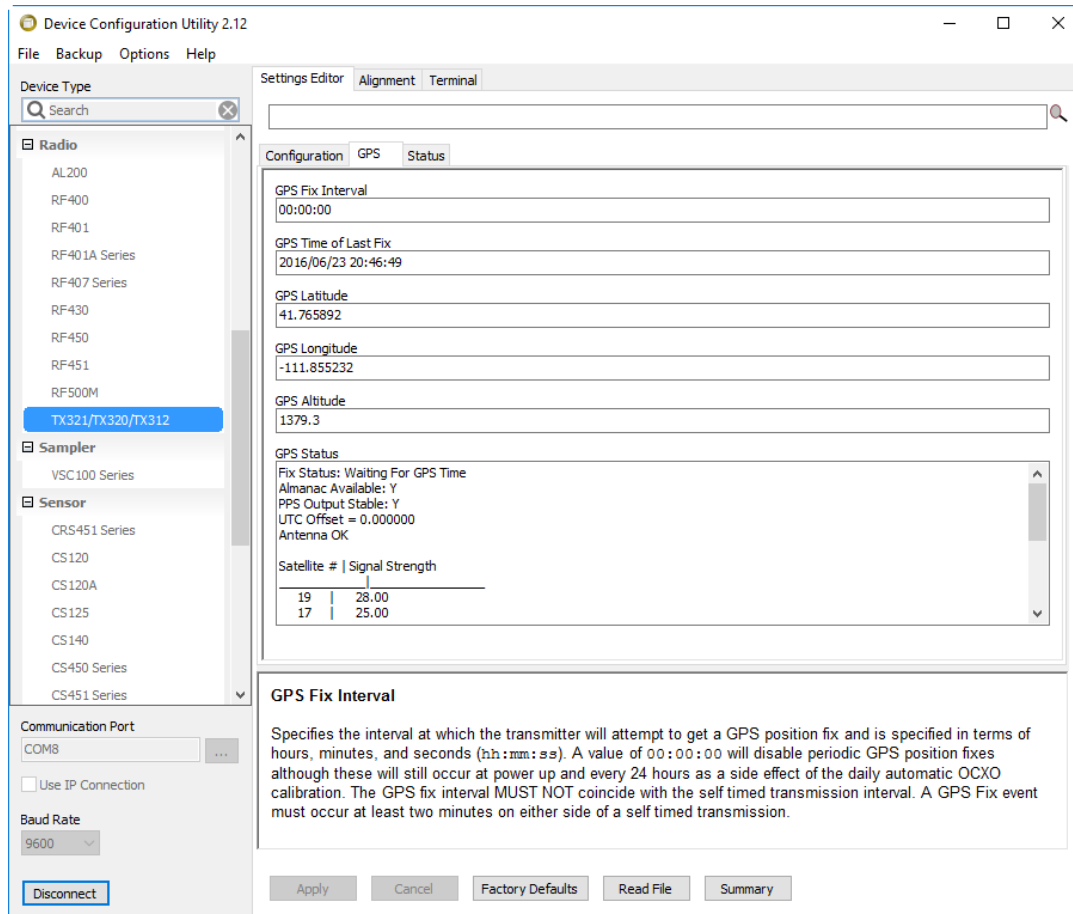 Device Configuration Utility 2.12
File Backup Options Help
Device Type
Search
Radio
AL200
RF400
RF401
RF401A Series
RF407 Series
RF430
RF450
RF451
RF500M
TX321/TX320/TX312
Sampler
VSC100 Series
Sensor
CRS451 Series
CS120
CS120A
CS125
CS140
CS450 Series
CS451 Series
Communication Port
COM8
...
Use IP Connection
Baud Rate
9600
Disconnect
Settings Editor Alignment Terminal
Configuration GPS Status
GPS Fix Interval
00:00:00
GPS Time of Last Fix
2016/06/23 20:46:49
GPS Latitude
41.765892
GPS Longitude
-111.855232
GPS Altitude
1379.3
GPS Status
Fix Status: Waiting For GPS Time
Almanac Available: Y
PPS Output Stable: Y
UTC Offset = 0.000000
Antenna OK
Satellite # | Signal Strength
19 | 28.00
17 | 25.00
GPS Fix Interval
Specifies the interval at which the transmitter will attempt to get a GPS position fix and is specified in terms of
hours, minutes, and seconds (hh:mm:ss). A value of 00:00:00 will disable periodic GPS position fixes
although these will still occur at power up and every 24 hours as a side effect of the daily automatic OCXO
calibration. The GPS fix interval MUST NOT coincide with the self timed transmission interval. A GPS Fix event
must occur at least two minutes on either side of a self timed transmission.
Apply Cancel Factory Defaults Read File Summary